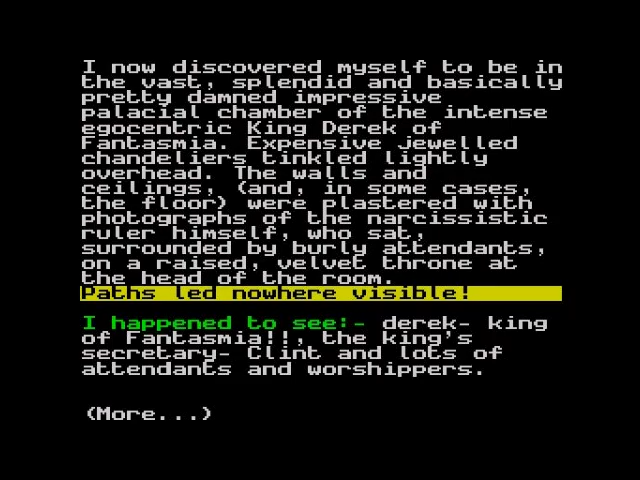 I now discovered myself to be in
the vast, splendid and basically
pretty damned impressive
palacial chamber of the intense
egocentric King Derek of
Fantasmia. Expensive jewelled
chandeliers tinkled lightly
overhead. The walls and
ceilings, (and, in some cases,
the floor) were plastered with
photographs of the narcissistic
ruler himself, who sat,
surrounded by burly attendants,
on a raised, velvet throne at
the head of the room.
Paths led nowhere visible!
I happened to see:- derek- king
of Fantasmia!!, the king's
secretary- Clint and lots of
attendants and worshippers.
(More...)